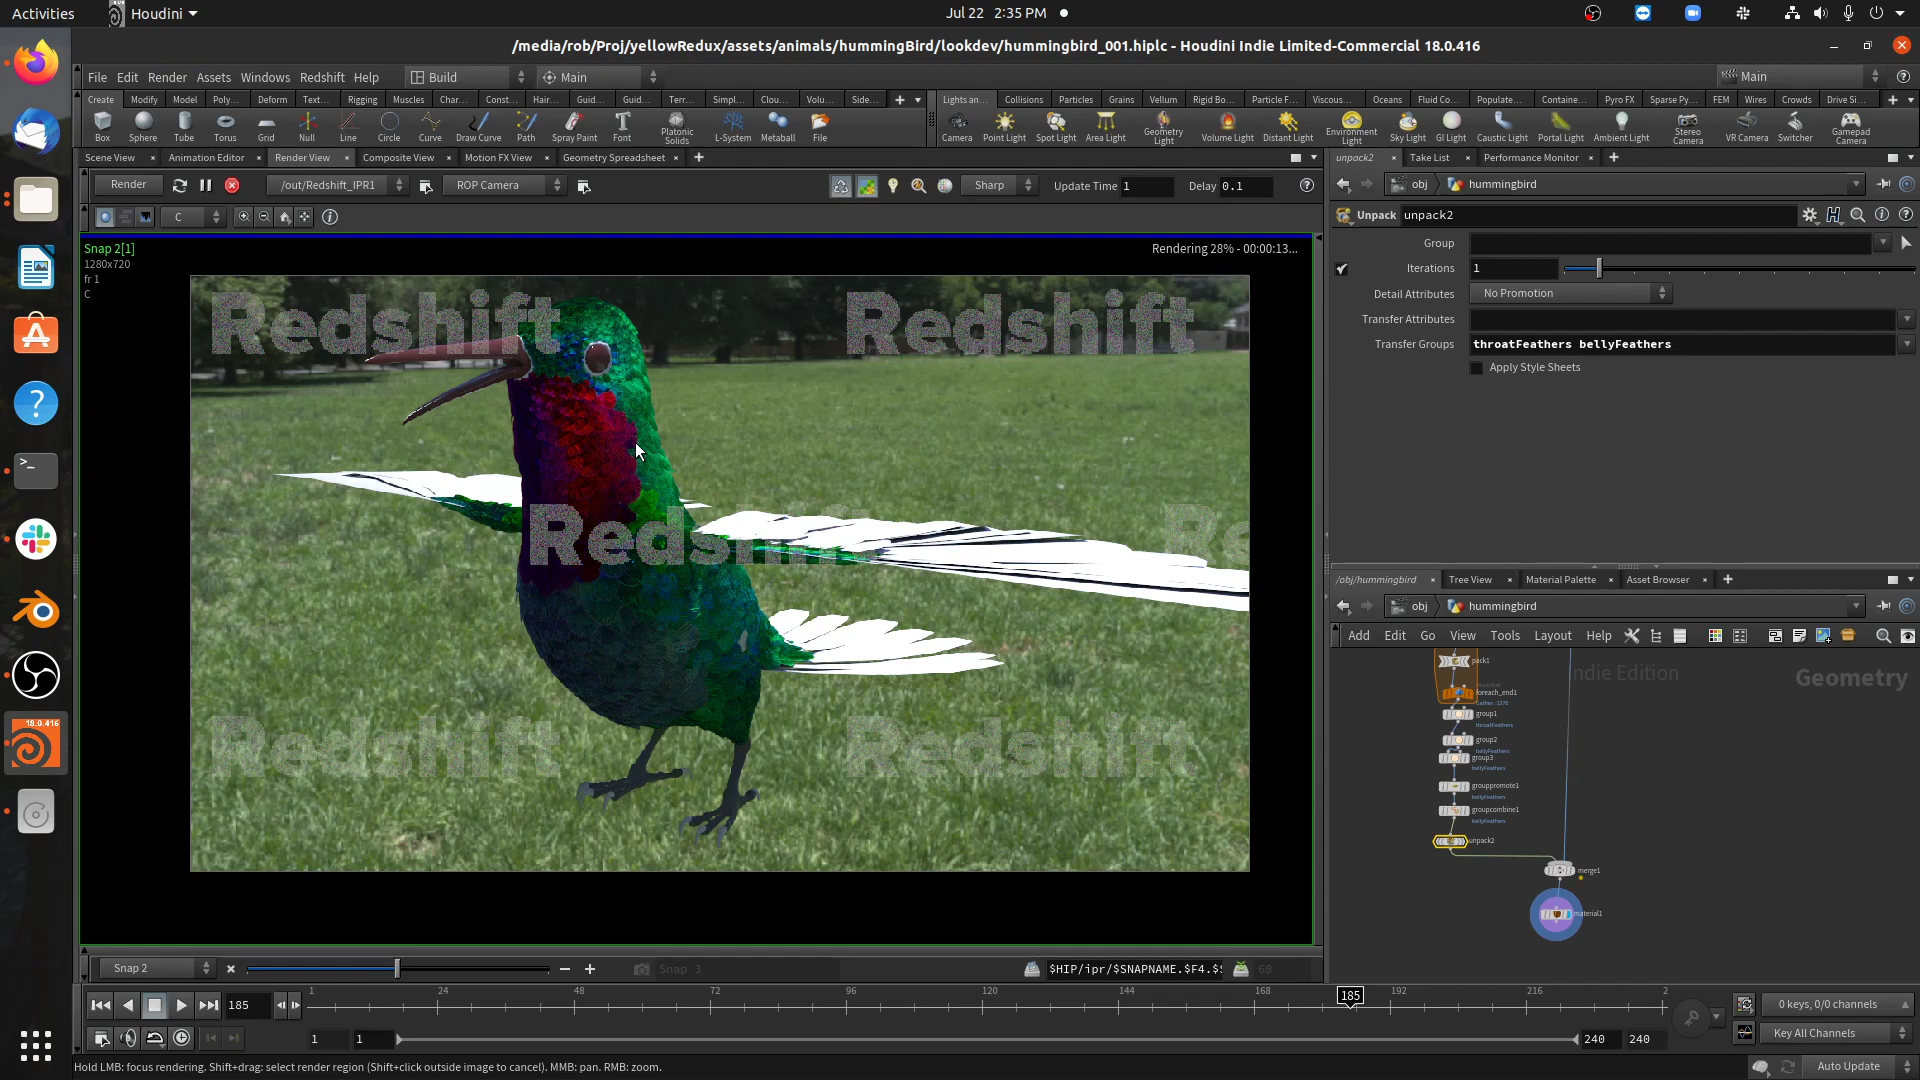 Activities
Houdini
Jul 22 2:35 PM
/media/rob/Proj/yellowRedux/assets/animals/hummingBird/lookdev/hummingbird_001.hiplc - Houdini Indie Limited-Commercial 18.0.416
File Edit Render Assets Windows Redshift Help
Build
Main
Main
Create Modify Model Poly... Deform Text... Rigging Muscles Char... Const... Hair... Guid... Guid... Terr... Simpl... Clou... Volu... Side...
Lights an... Collisions Particles Grains Vellum Rigid Bo... Particle F... Viscous... Oceans Fluid Co... Populate... Containe... Pyro FX Sparse Py... FEM Wires Crowds Drive Si...
Box Sphere Tube Torus Grid Null Line Circle Curve Draw Curve Path Spray Paint Font Platonic Solids L-System Metaball File
Camera Point Light Spot Light Area Light Geometry Light Volume Light Distant Light Environment Light Sky Light GI Light Caustic Light Portal Light Ambient Light Stereo Camera VR Camera Switcher Gamepad Camera
Scene View Animation Editor Render View Composite View Motion FX View Geometry Spreadsheet
unpack2 Take List Performance Monitor
Render
/out/Redshift_IPR1
ROP Camera
Sharp
Update Time 1
Delay 0.1
obj
hummingbird
C
Unpack unpack2
Snap 2[1]
1280x720
fr 1
C
Rendering 28% - 00:00:13...
Group
Iterations 1
Detail Attributes No Promotion
Transfer Attributes
Transfer Groups throatFeathers bellyFeathers
Apply Style Sheets
Redshift
Redshift
Redshift
Re
Redshift
Redshift
/obj/hummingbird Tree View Material Palette Asset Browser
obj
hummingbird
Add Edit Go View Tools Layout Help
Indie Edition
Geometry
pack1
foreach_end1
Gather : 1376
group1
throatFeathers
group2
bellyFeathers
group3
bellyFeathers
grouppromote1
bellyFeathers
groupcombine1
bellyFeathers
unpack2
merge1
material1
18.0.416
Snap 2
Snap 3
$HIP/ipr/$SNAPNAME.$F4.$
60
185
1 24 48 72 96 120 144 168 185 192 216 2
0 keys, 0/0 channels
1
1
240
240
Key All Channels
Hold LMB: focus rendering. Shift+drag: select render region (Shift+click outside image to cancel). MMB: pan. RMB: zoom.
Auto Update